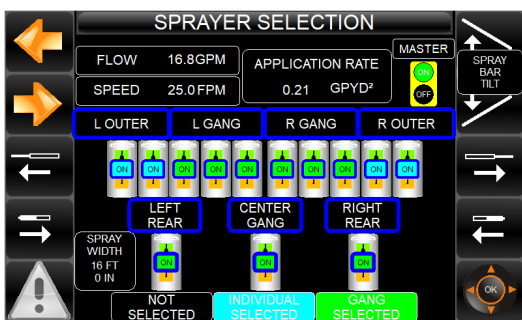 SPRAYER SELECTION
FLOW 16.8GPM
SPEED 25.0FPM
APPLICATION RATE
0.21 GPYD²
MASTER
ON
OFF
SPRAY
BAR
TILT
L OUTER L GANG R GANG R OUTER
ON ON ON ON ON ON ON ON ON ON
LEFT
REAR
CENTER
GANG
RIGHT
REAR
ON ON ON
SPRAY
WIDTH
16 FT
0 IN
NOT
SELECTED
INDIVIDUAL
SELECTED
GANG
SELECTED
OK